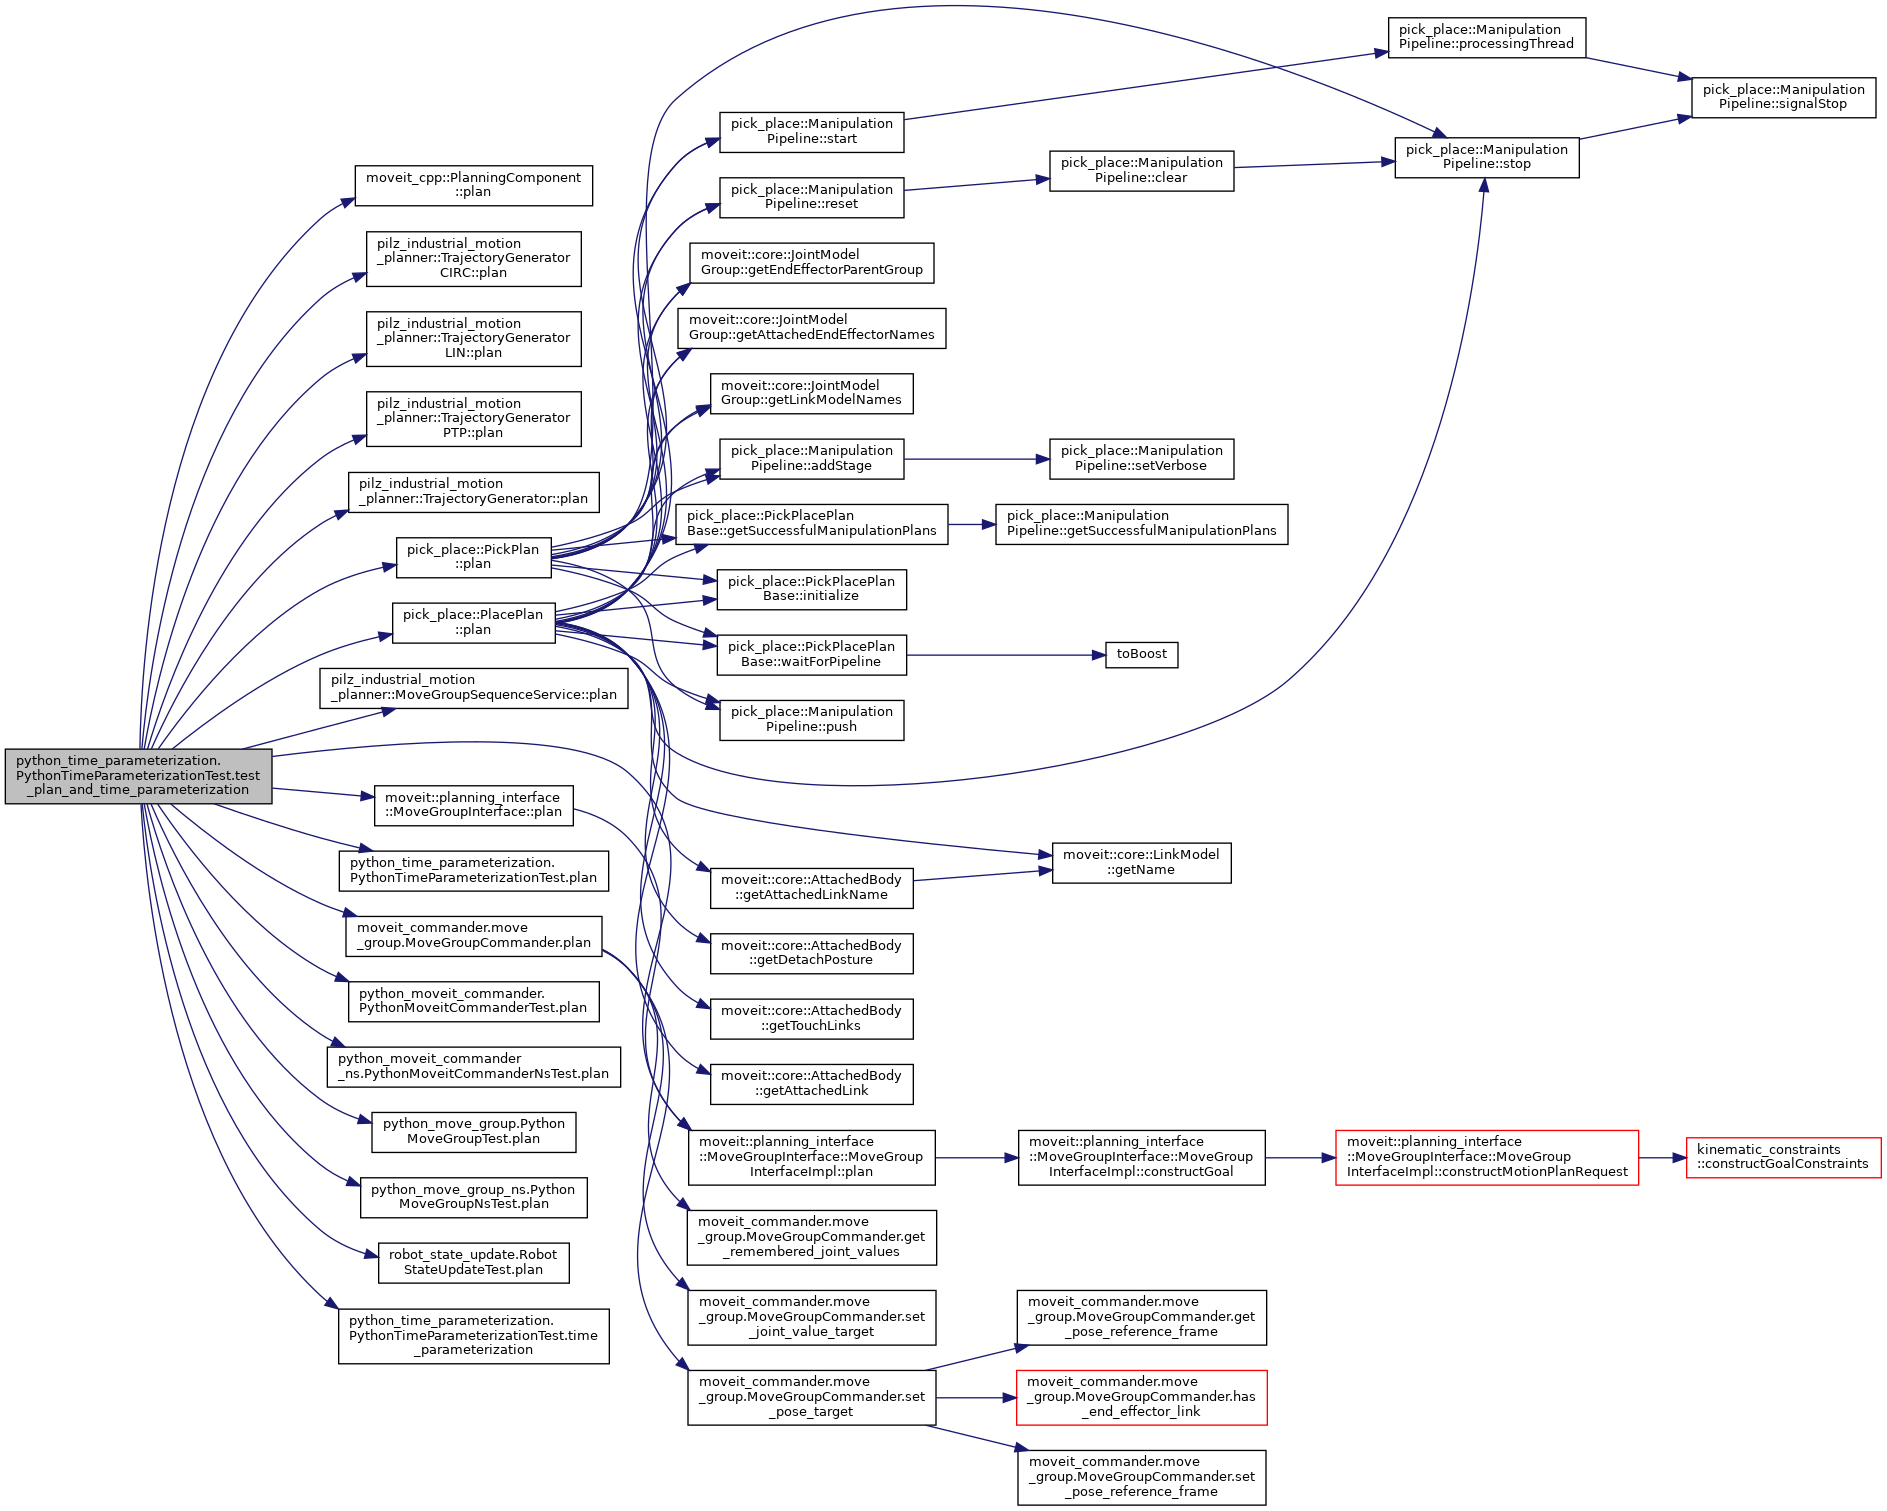 python_time_parameterization.
PythonTimeParameterizationTest.test
_plan_and_time_parameterization
moveit_cpp::PlanningComponent
::plan
pilz_industrial_motion
_planner::TrajectoryGenerator
CIRC::plan
pilz_industrial_motion
_planner::TrajectoryGenerator
LIN::plan
pilz_industrial_motion
_planner::TrajectoryGenerator
PTP::plan
pilz_industrial_motion
_planner::TrajectoryGenerator::plan
pick_place::PickPlan
::plan
pick_place::PlacePlan
::plan
pilz_industrial_motion
_planner::MoveGroupSequenceService::plan
moveit::planning_interface
::MoveGroupInterface::plan
python_time_parameterization.
PythonTimeParameterizationTest.plan
moveit_commander.move
_group.MoveGroupCommander.plan
python_moveit_commander.
PythonMoveitCommanderTest.plan
python_moveit_commander
_ns.PythonMoveitCommanderNsTest.plan
python_move_group.Python
MoveGroupTest.plan
python_move_group_ns.Python
MoveGroupNsTest.plan
robot_state_update.Robot
StateUpdateTest.plan
python_time_parameterization.
PythonTimeParameterizationTest.time
_parameterization
pick_place::Manipulation
Pipeline::start
pick_place::Manipulation
Pipeline::reset
moveit::core::JointModel
Group::getEndEffectorParentGroup
moveit::core::JointModel
Group::getAttachedEndEffectorNames
moveit::core::JointModel
Group::getLinkModelNames
pick_place::Manipulation
Pipeline::addStage
pick_place::PickPlacePlan
Base::getSuccessfulManipulationPlans
pick_place::PickPlacePlan
Base::initialize
pick_place::PickPlacePlan
Base::waitForPipeline
pick_place::Manipulation
Pipeline::push
moveit::core::AttachedBody
::getAttachedLinkName
moveit::core::AttachedBody
::getDetachPosture
moveit::core::AttachedBody
::getTouchLinks
moveit::core::AttachedBody
::getAttachedLink
moveit::planning_interface
::MoveGroupInterface::MoveGroup
InterfaceImpl::plan
moveit_commander.move
_group.MoveGroupCommander.get
_remembered_joint_values
moveit_commander.move
_group.MoveGroupCommander.set
_joint_value_target
moveit_commander.move
_group.MoveGroupCommander.set
_pose_target
pick_place::Manipulation
Pipeline::clear
pick_place::Manipulation
Pipeline::setVerbose
pick_place::Manipulation
Pipeline::getSuccessfulManipulationPlans
toBoost
moveit::core::LinkModel
::getName
moveit::planning_interface
::MoveGroupInterface::MoveGroup
InterfaceImpl::constructGoal
moveit_commander.move
_group.MoveGroupCommander.get
_pose_reference_frame
moveit_commander.move
_group.MoveGroupCommander.has
_end_effector_link
moveit_commander.move
_group.MoveGroupCommander.set
_pose_reference_frame
pick_place::Manipulation
Pipeline::processingThread
pick_place::Manipulation
Pipeline::stop
moveit::planning_interface
::MoveGroupInterface::MoveGroup
InterfaceImpl::constructMotionPlanRequest
pick_place::Manipulation
Pipeline::signalStop
kinematic_constraints
::constructGoalConstraints